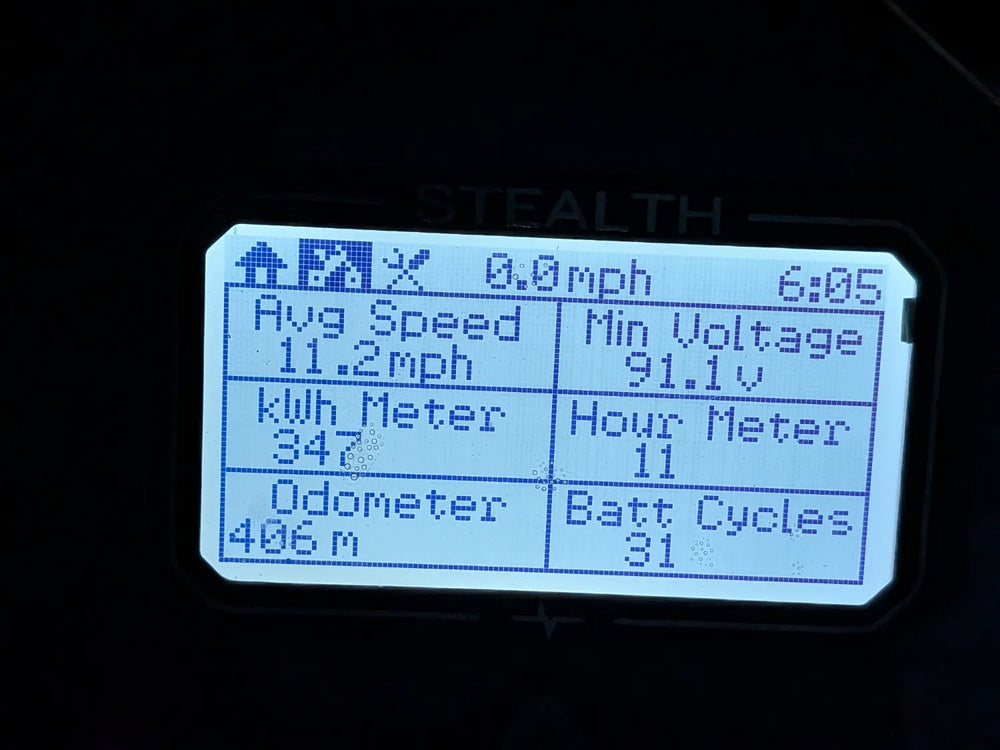 STEALTH
0.0mph 6:05
Avg Speed
11.2mph
Min Voltage
91.1v
kWh Meter
347
Hour Meter
11
Odometer
406 m
Batt Cycles
31